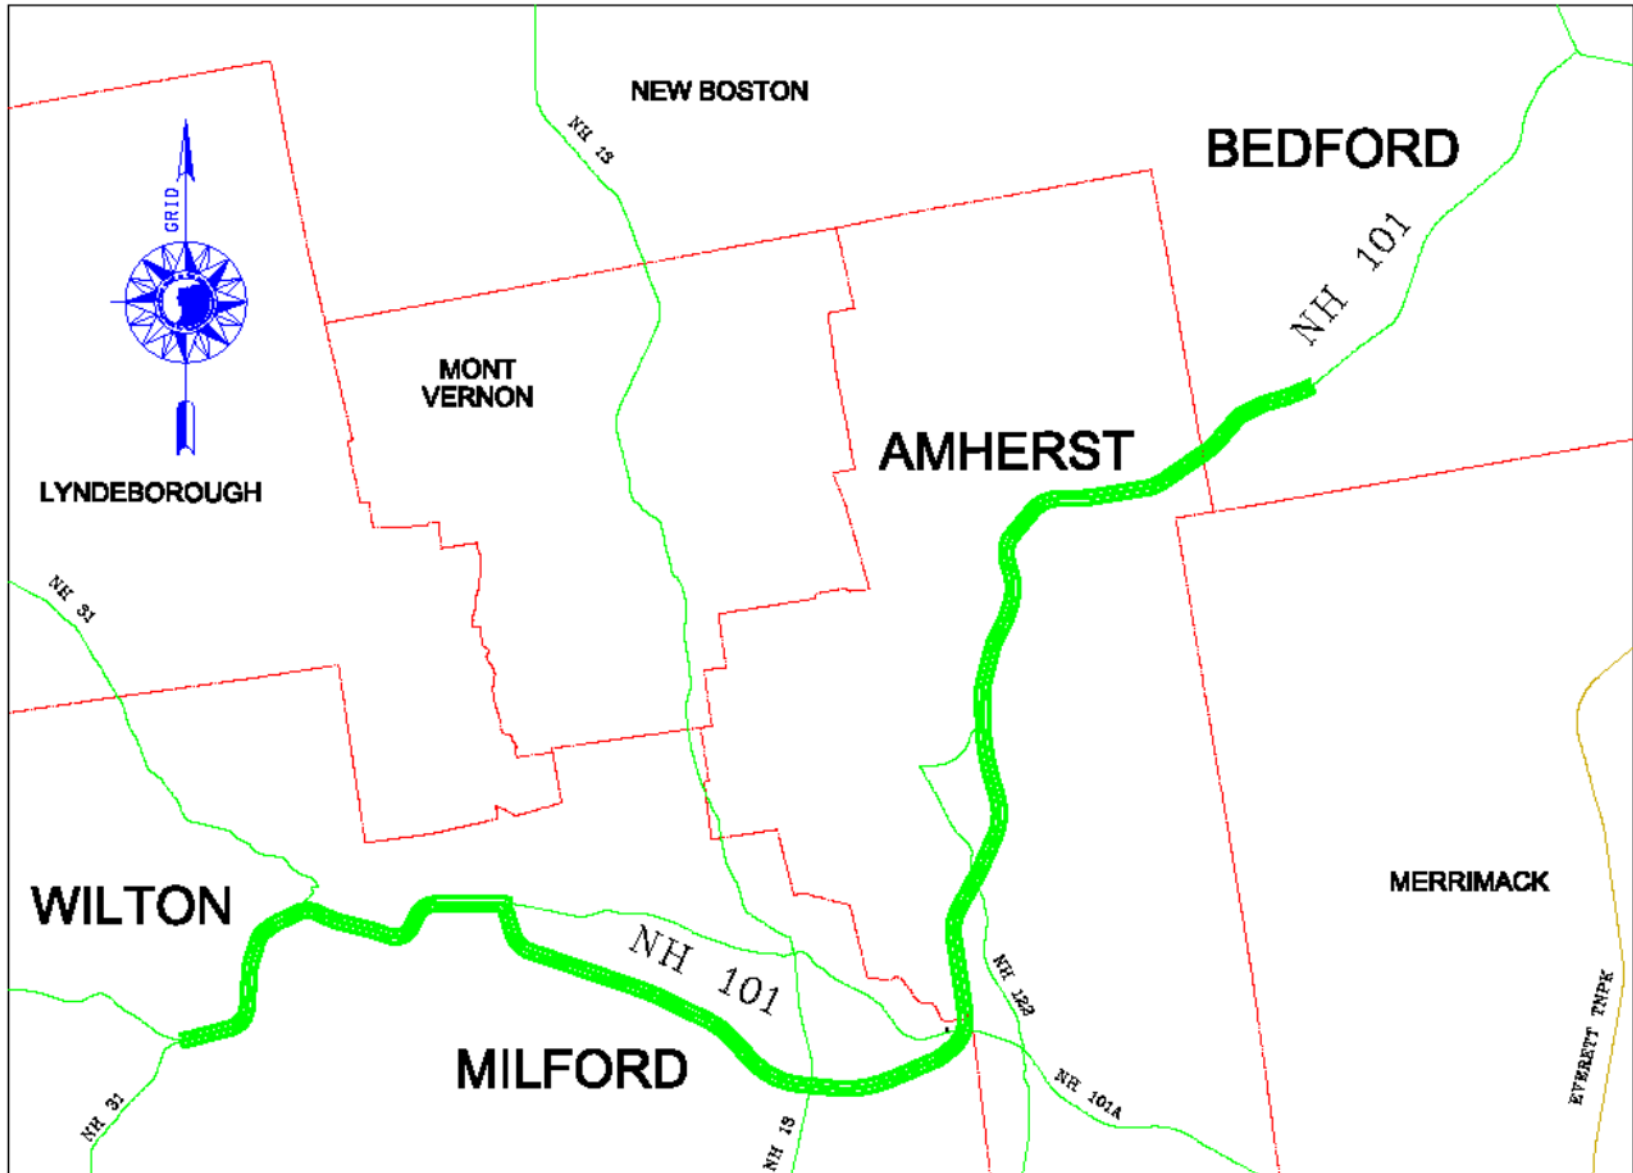 NEW BOSTON
BEDFORD
NH 13
GRID
NH 101
MONT
VERNON
AMHERST
LYNDEBOROUGH
NH 31
WILTON
MERRIMACK
NH 101
NH 122
MILFORD
EVERETT TNPK
NH 31
NH 101A
NH 13